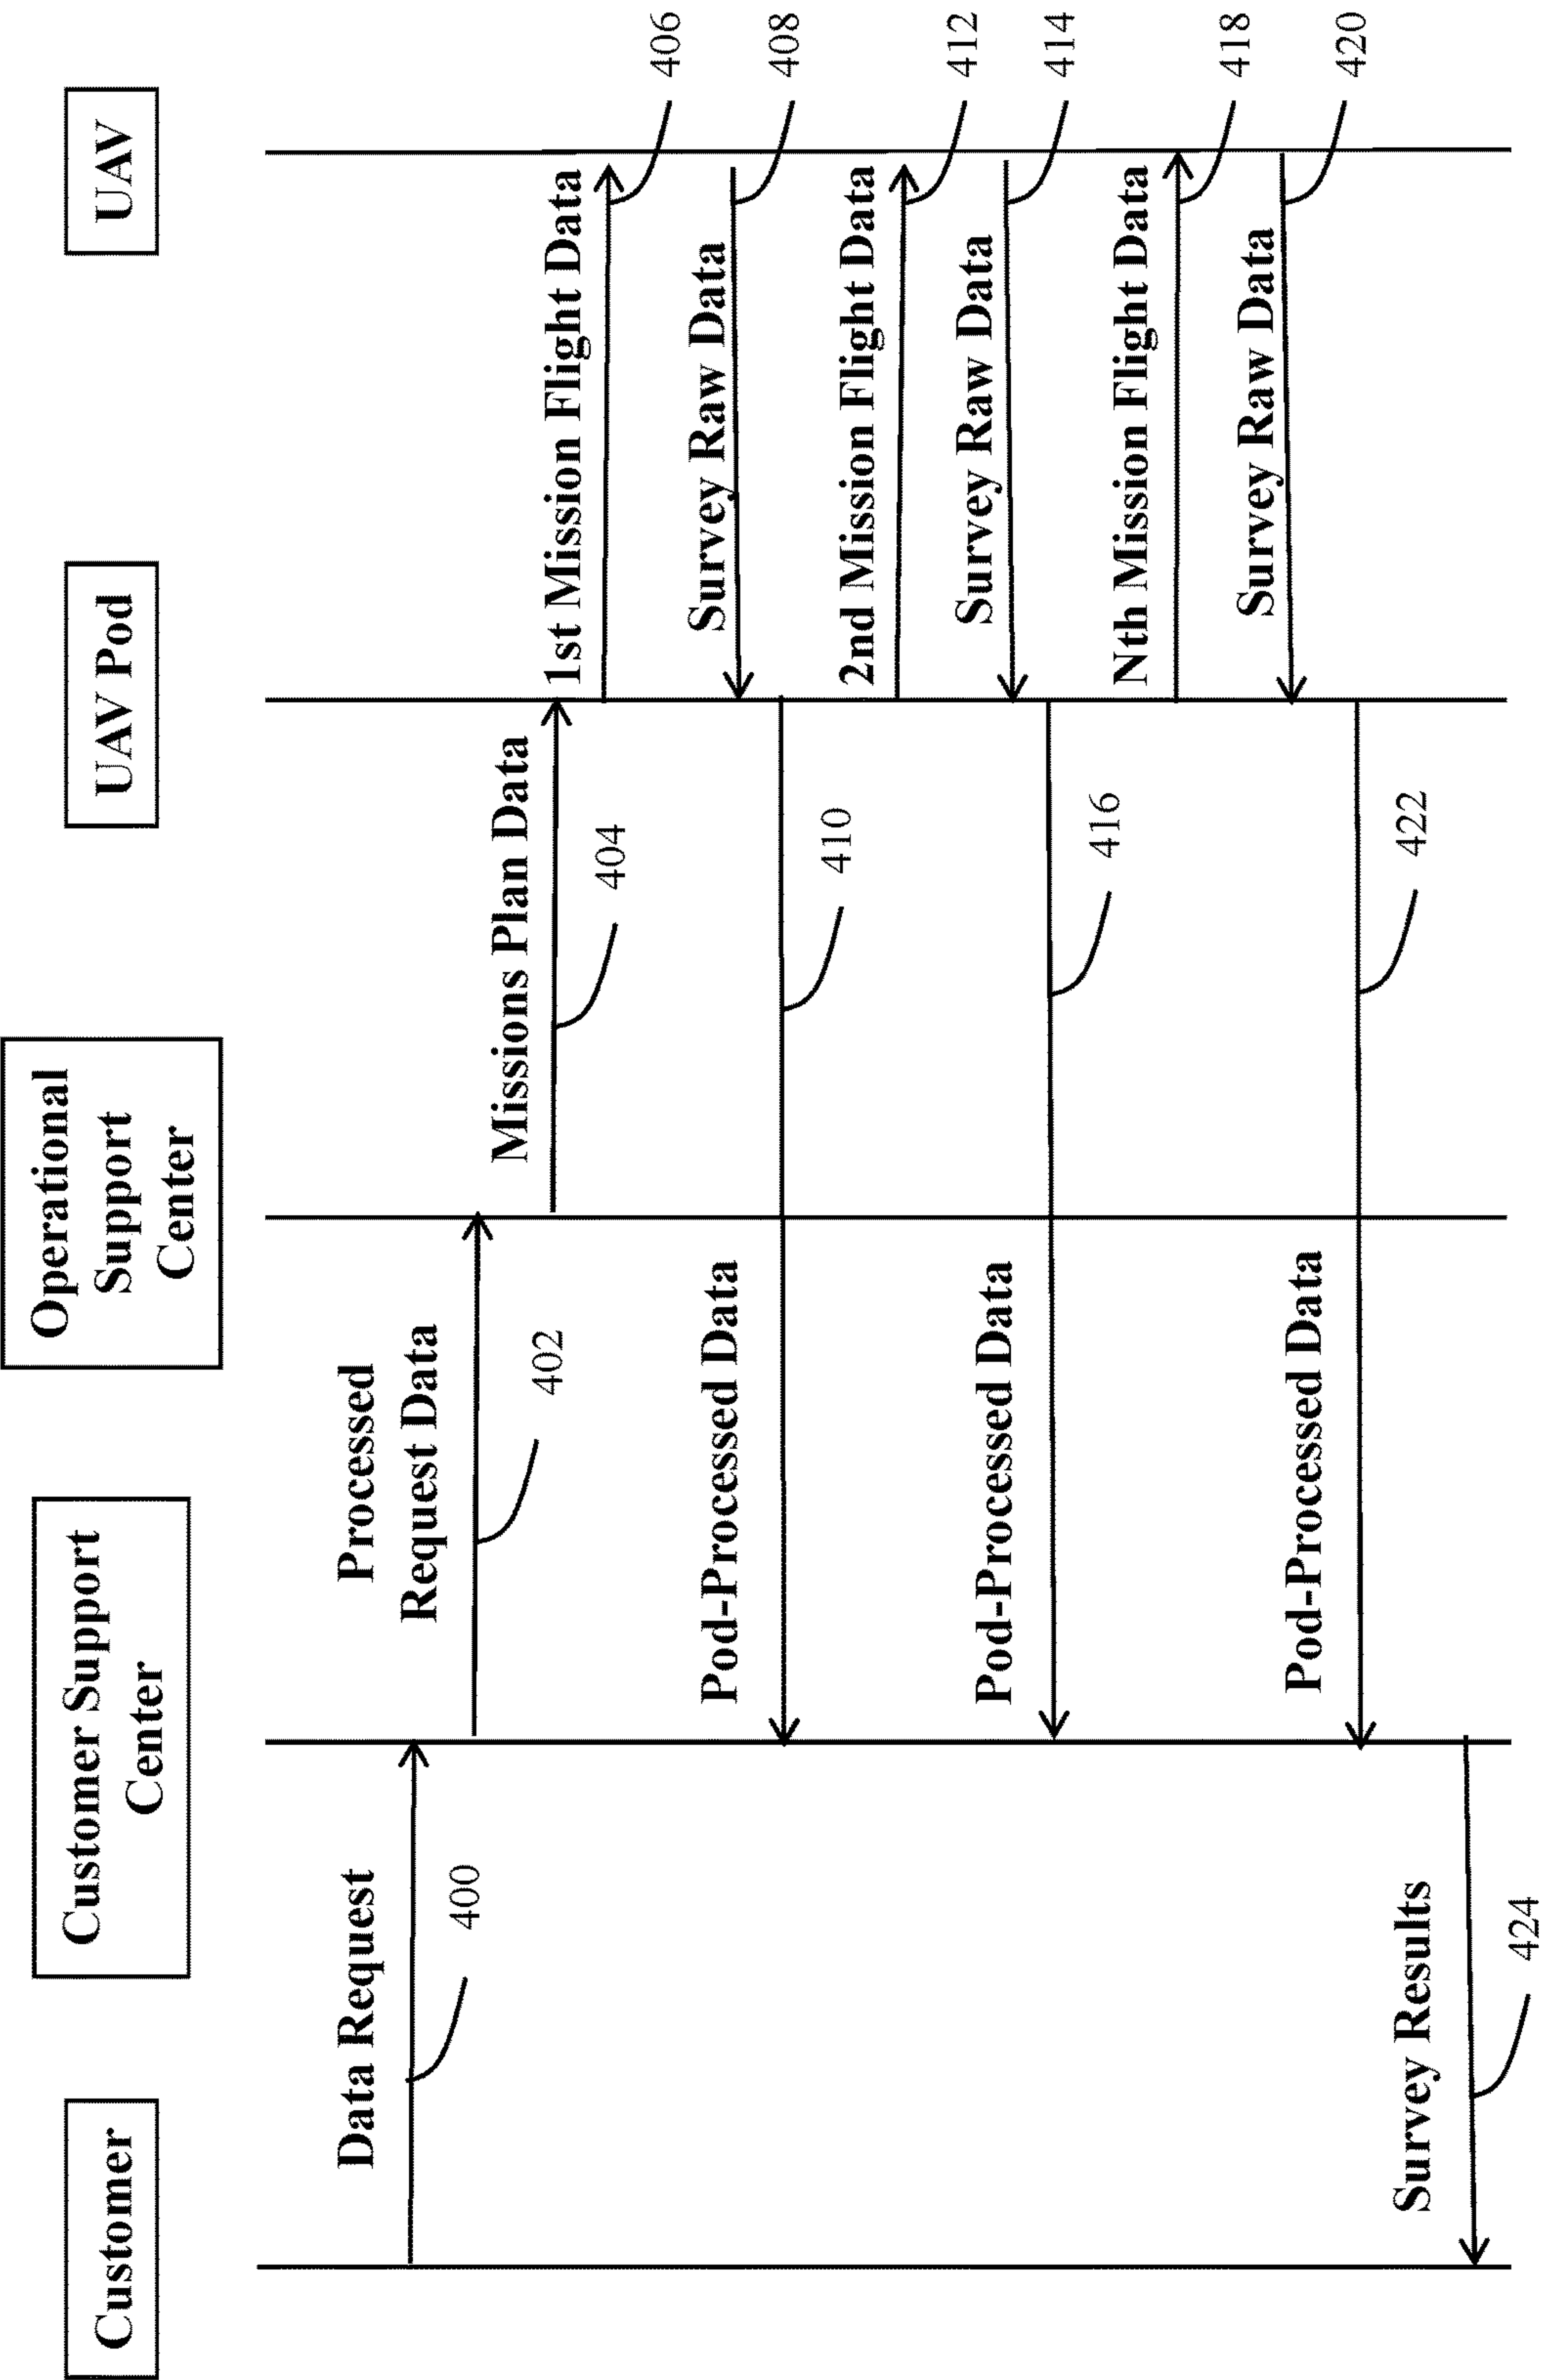 Customer
Customer Support
Center
Operational
Support
Center
UAV Pod
UAV
Data Request
400
Processed
Request Data
402
Missions Plan Data
404
1st Mission Flight Data
406
Survey Raw Data
408
Pod-Processed Data
410
2nd Mission Flight Data
412
Survey Raw Data
414
Pod-Processed Data
416
Nth Mission Flight Data
418
Survey Raw Data
420
Pod-Processed Data
422
Survey Results
424